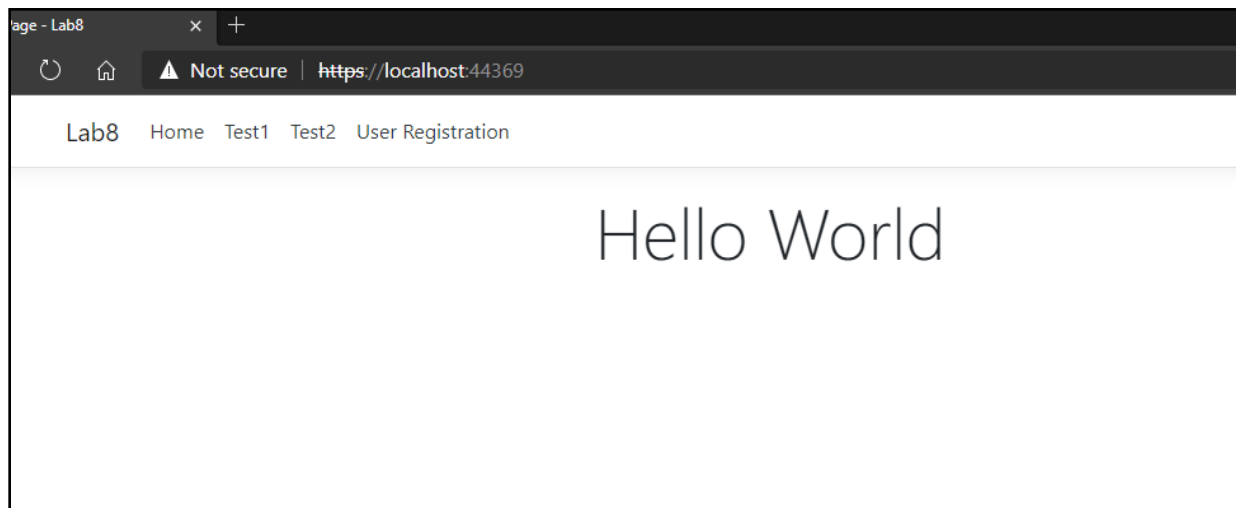 age - Lab8
Not secure https://localhost:44369
Lab8 Home Test1 Test2 User Registration
Hello World